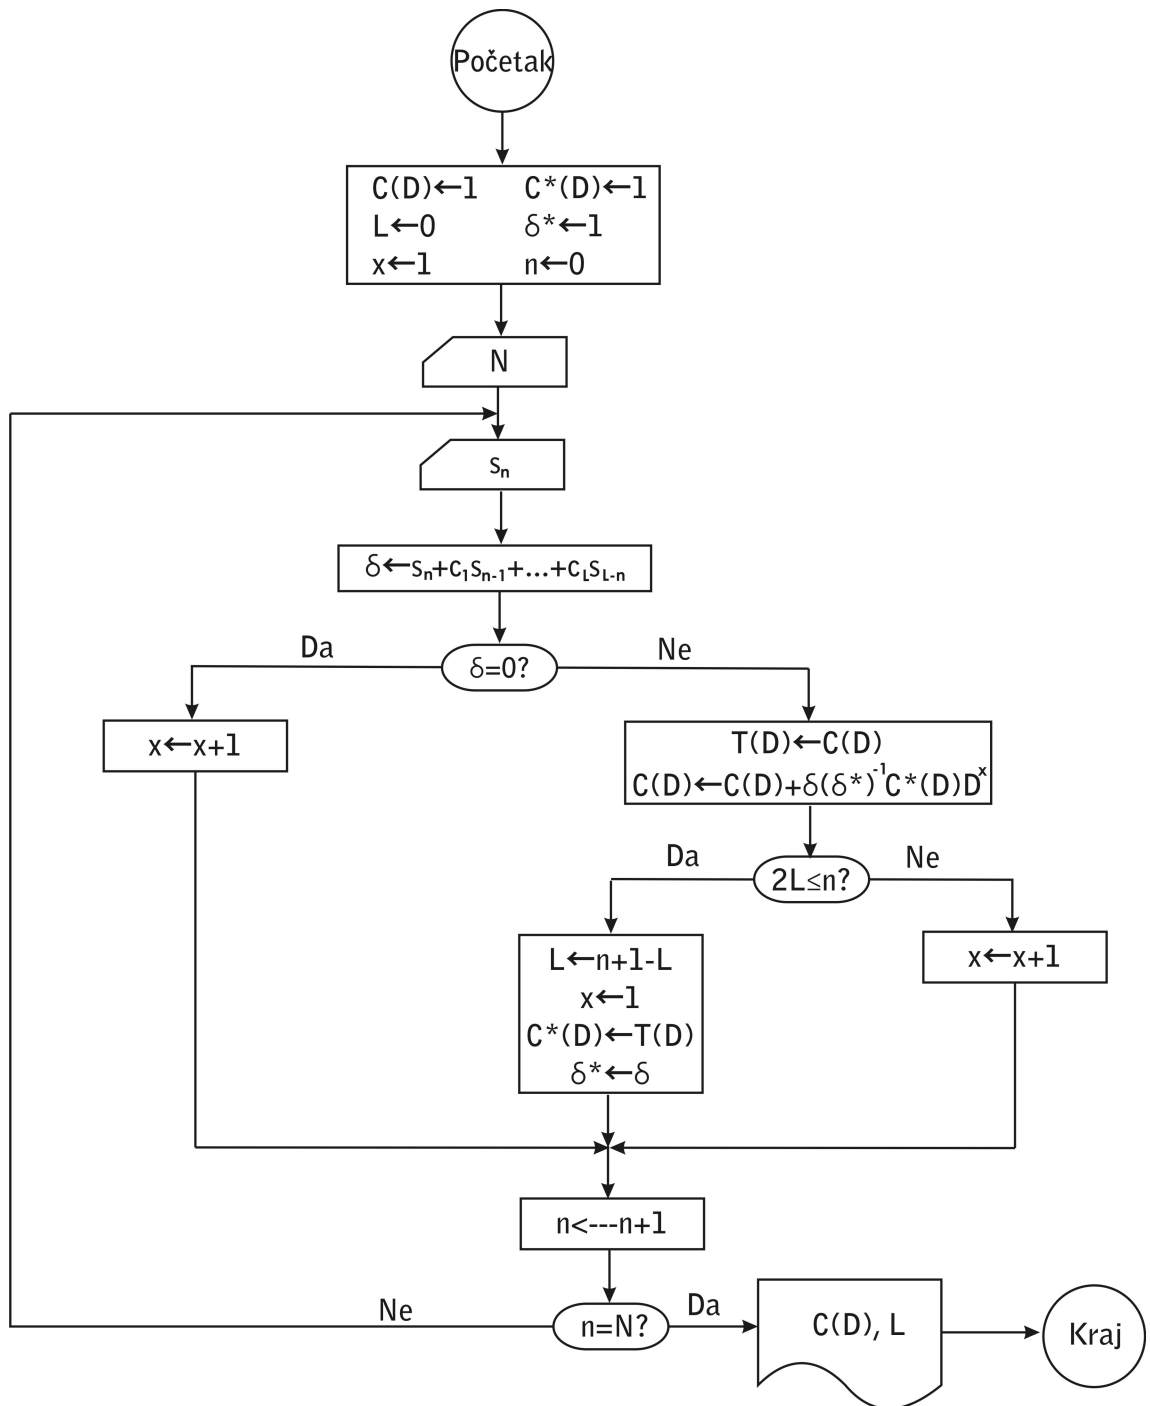 Početak
C(D)←1 C*(D)←1
L←0 δ*←1
x←1 n←0
N
sₙ
δ←sₙ+c₁sₙ₋₁+...+c_Ls_L-n
Da
δ=0?
Ne
x←x+1
T(D)←C(D)
C(D)←C(D)+δ(δ*)⁻¹C*(D)Dˣ
Da
2L≤n?
Ne
L←n+1-L
x←1
C*(D)←T(D)
δ*←δ
x←x+1
n<---n+1
Ne
n=N?
Da
C(D), L
Kraj